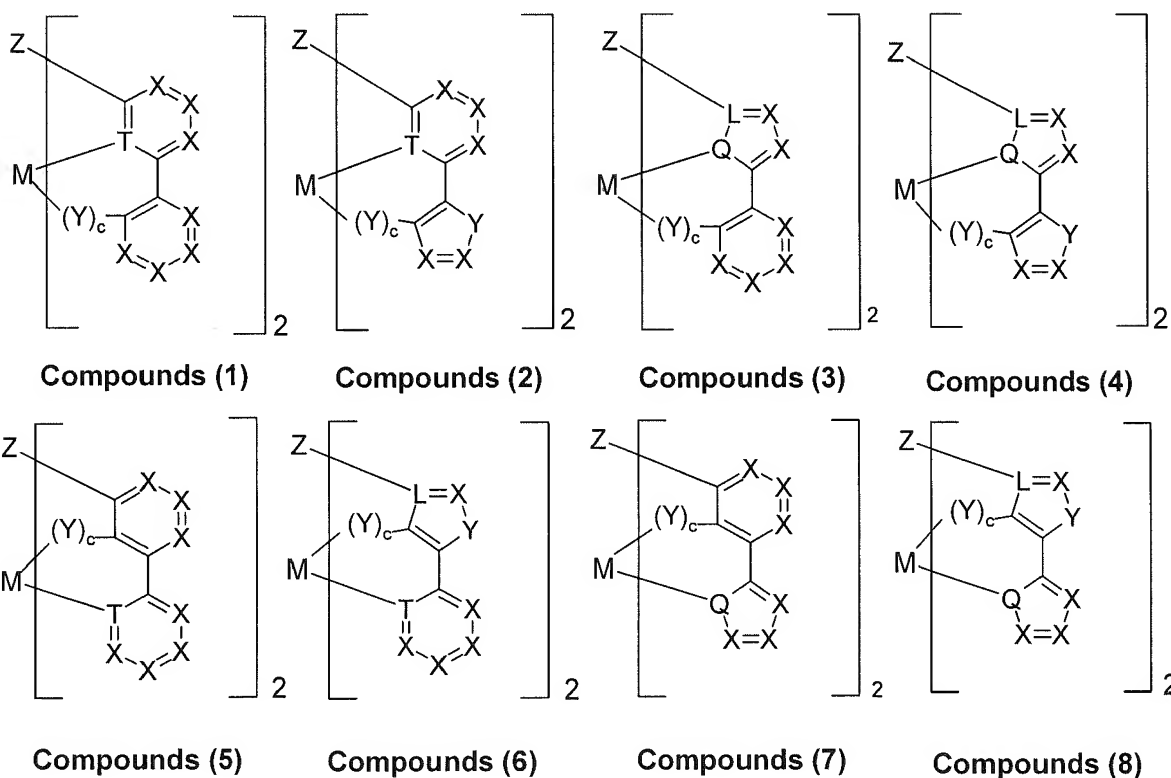 Z Z Z Z
X X X X X X L=X L=X
T X T X Q X Q X
M M M M
(Y)c X (Y)c Y (Y)c X (Y)c Y
X X X X=X X X X X=X
2 2 2 2
Compounds (1) Compounds (2) Compounds (3) Compounds (4)
Z Z Z Z
X X L=X X X L=X
(Y)c X (Y)c Y (Y)c X (Y)c Y
M M M M
T X T X Q X Q X
X X X X X X X=X X=X
2 2 2 2
Compounds (5) Compounds (6) Compounds (7) Compounds (8)